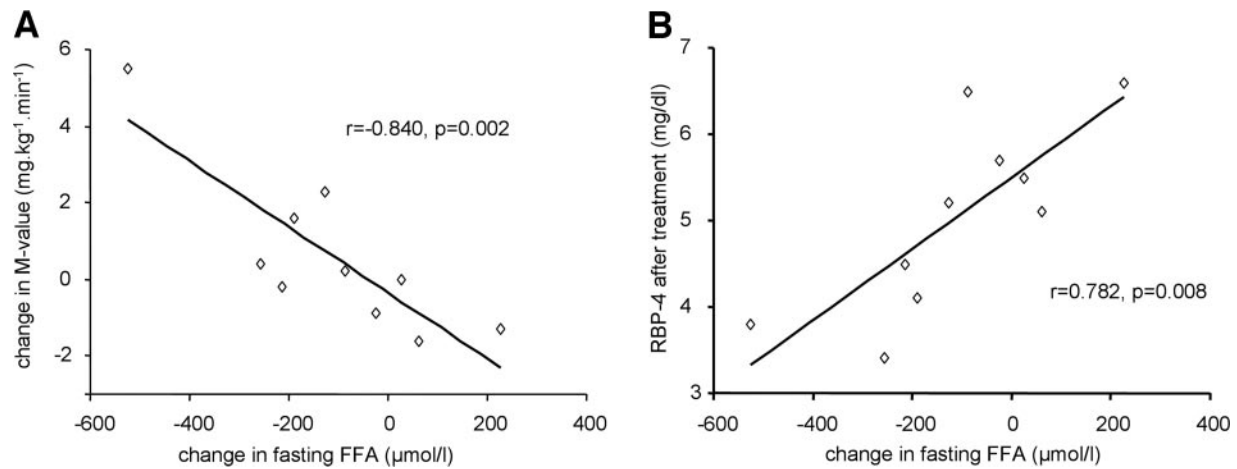 A
6
4
2
0
-2
-600
-400
-200
0
200
400
change in M-value (mg.kg⁻¹.min⁻¹)
r=-0.840, p=0.002
change in fasting FFA (µmol/l)
B
7
6
5
4
3
-600
-400
-200
0
200
400
RBP-4 after treatment (mg/dl)
r=0.782, p=0.008
change in fasting FFA (µmol/l)